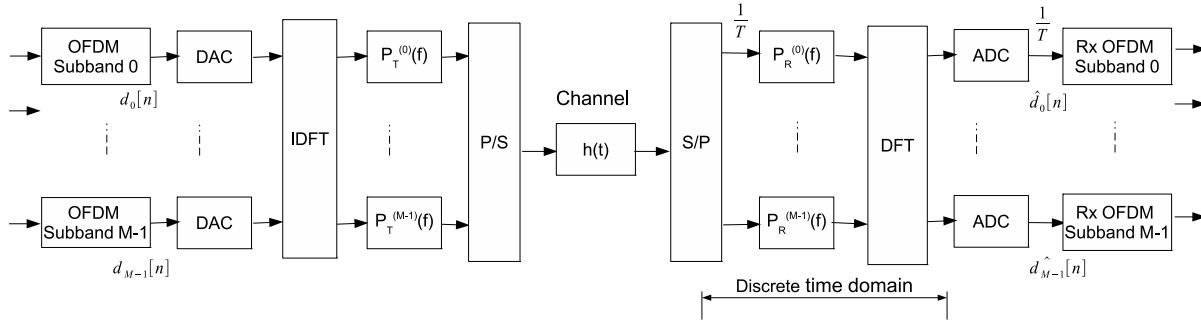 OFDM
Subband 0
d_0[n]
DAC
IDFT
P_T^(0)(f)
P/S
Channel
h(t)
S/P
1/T
P_R^(0)(f)
DFT
ADC
1/T
\hat{d}_0[n]
Rx OFDM
Subband 0
OFDM
Subband M-1
d_{M-1}[n]
DAC
P_T^(M-1)(f)
P_R^(M-1)(f)
ADC
\hat{d}_{M-1}[n]
Rx OFDM
Subband M-1
Discrete time domain